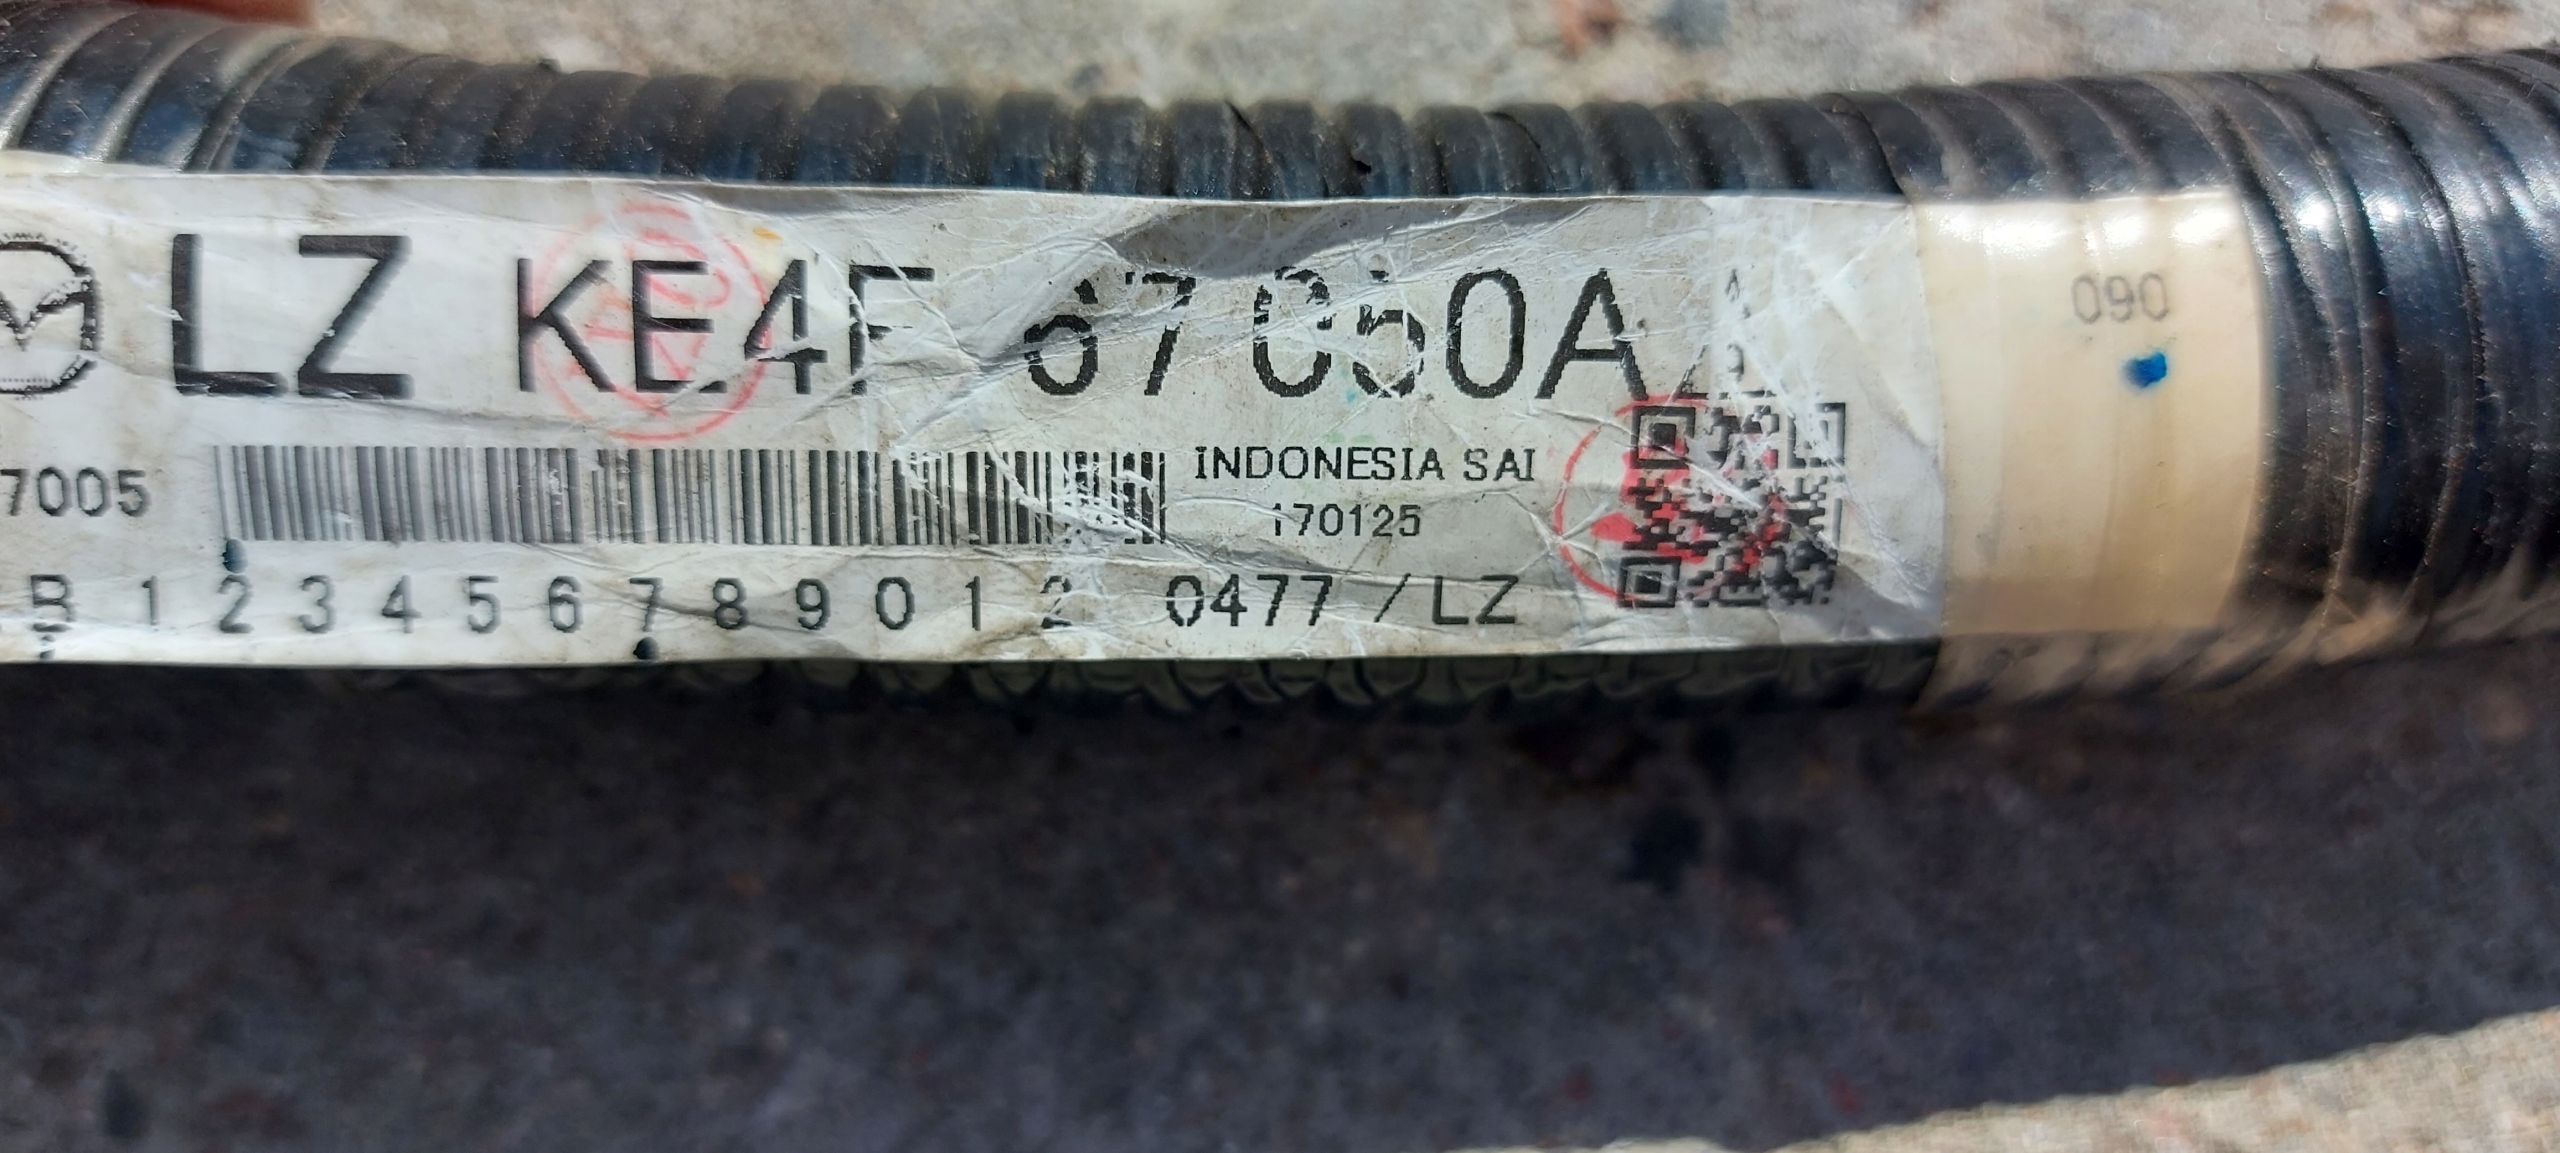 LZ KE4F 67 050A
090
7005
INDONESIA SAI
170125
B 1 2 3 4 5 6 7 8 9 0 1 2 0477 / LZ